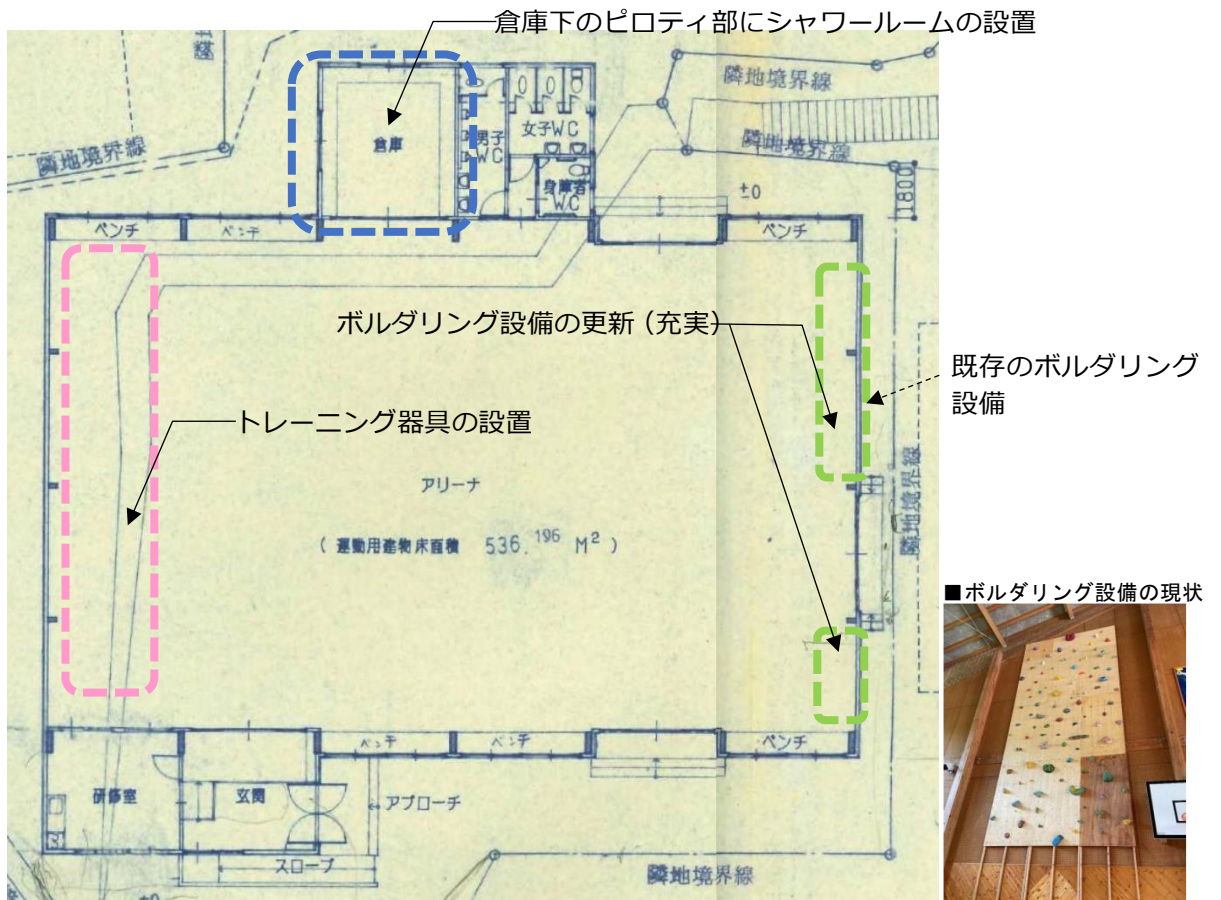 倉庫下のピロティ部にシャワールームの設置
隣地境界線
隣地境界線
隣地境界線
倉庫
男子
WC
女子WC
身障者
WC
±0
1800
ベンチ
ベンチ
ベンチ
ボルダリング設備の更新（充実）
既存のボルダリング
設備
トレーニング器具の設置
アリーナ
( 運動用建物床面積 536.196 M² )
隣地境界線
■ボルダリング設備の現状
ベンチ
ベンチ
ベンチ
研修室
玄関
アプローチ
スロープ
隣地境界線